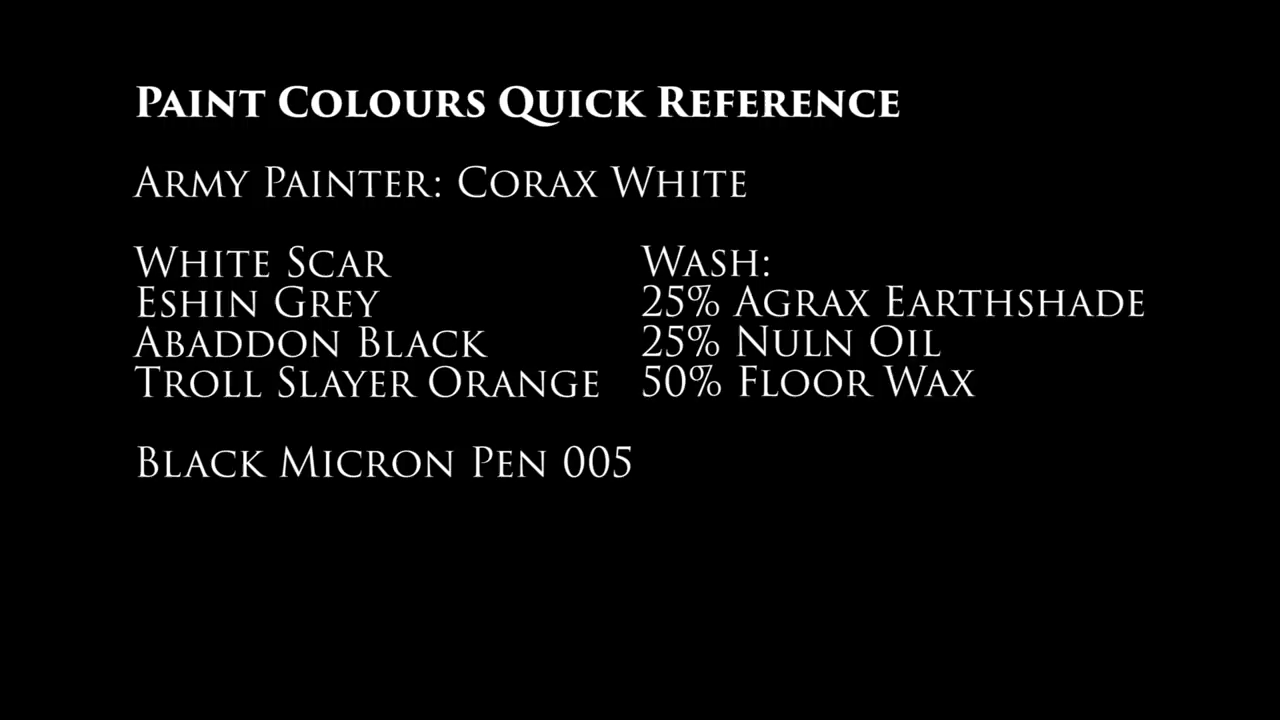 Paint Colours Quick Reference
Army Painter: Corax White
White Scar
Eshin Grey
Abaddon Black
Troll Slayer Orange
Wash:
25% Agrax Earthshade
25% Nuln Oil
50% Floor Wax
Black Micron Pen 005